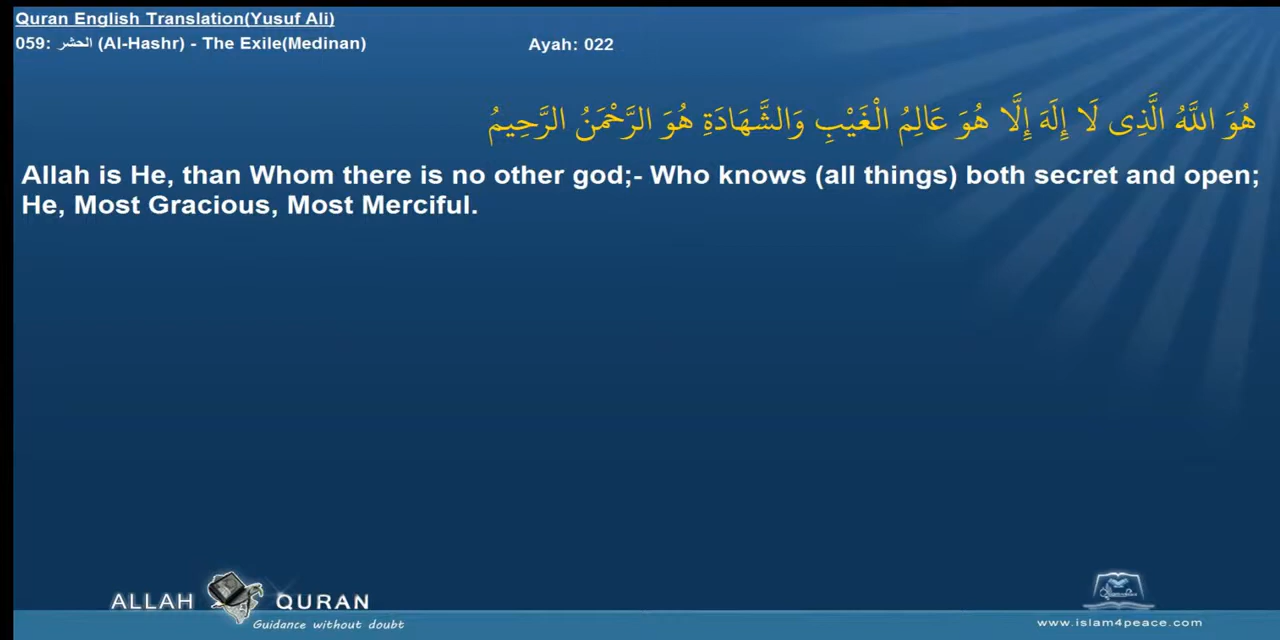 Quran English Translation(Yusuf Ali)
059: الحشر (Al-Hashr) - The Exile(Medinan) Ayah: 022
هُوَ اللَّهُ الَّذِى لَا إِلَهَ إِلَّا هُوَ عَالِمُ الْغَيْبِ وَالشَّهَادَةِ هُوَ الرَّحْمَنُ الرَّحِيمُ
Allah is He, than Whom there is no other god;- Who knows (all things) both secret and open;
He, Most Gracious, Most Merciful.
ALLAH QURAN
Guidance without doubt
www.islam4peace.com